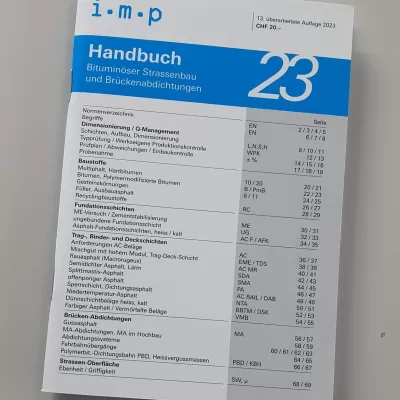 i.m.p
13. überarbeitete Auflage 2023
CHF 20.–
Handbuch
Bituminöser Strassenbau
und Brückenabdichtungen
23
Seite
Normenverzeichnis EN 2 / 3 / 4 / 5
Begriffe EN 6 / 7 / 8
Dimensionierung / Q-Management
Schichten, Aufbau, Dimensionierung L,N,S,H 9 / 10 / 11
Typprüfung / Werkseigene Produktionskontrolle WPK 12 / 13
Prüfplan / Abweichungen / Einbaukontrolle ± % 14 / 15 / 16
Probenahme 17 / 18 / 19
Baustoffe
Multiphalt, Hartbitumen 10 / 20 20 / 21
Bitumen, Polymermodifizierte Bitumen B / PmB 22 / 23
Gesteinskörnungen 8 / 11 24 / 25
Füller, Ausbauasphalt 26 / 27
Recyclingbaustoffe RC 28 / 29
Fundationsschichten
ME-Versuch / Zementstabilisierung ME 30 / 31
ungebundene Fundationsschicht UG 32 / 33
Asphalt-Fundationsschichten, heiss / kalt AC F / AFK 34 / 35
Trag-, Binder- und Deckschichten
Anforderungen AC-Beläge AC 36 / 37
Mischgut mit hohem Modul, Trag-Deck-Schicht EME / TDS 38 / 39
Rauasphalt (Macrorugeux) AC MR 40 / 41
Semidichter Asphalt, Lärm SDA 42 / 43
Splittmastix-Asphalt SMA 44 / 45
offenporiger Asphalt PA 46 / 47
Sperrschicht, Dichtungsasphalt AC RAIL / DAB 48 / 49
Niedertemperatur-Asphalt NTA 50 / 51
Dünnschichtbeläge heiss, kalt BBTM / DSK 52 / 53
Farbiger Asphalt / Vermörtelte Beläge VMB 54 / 55
Brücken-Abdichtungen
Gussasphalt MA 56 / 57
MA-Abdichtungen, MA im Hochbau 58 / 59
Abdichtungssysteme 60 / 61 / 62 / 63
Fahrbahnübergänge 64 / 65
Polymerbit.-Dichtungsbahn PBD, Heissvergussmassen PBD / KBH 66 / 67
Strassen-Oberfläche
Ebenheit / Griffigkeit SW, µ 68 / 69